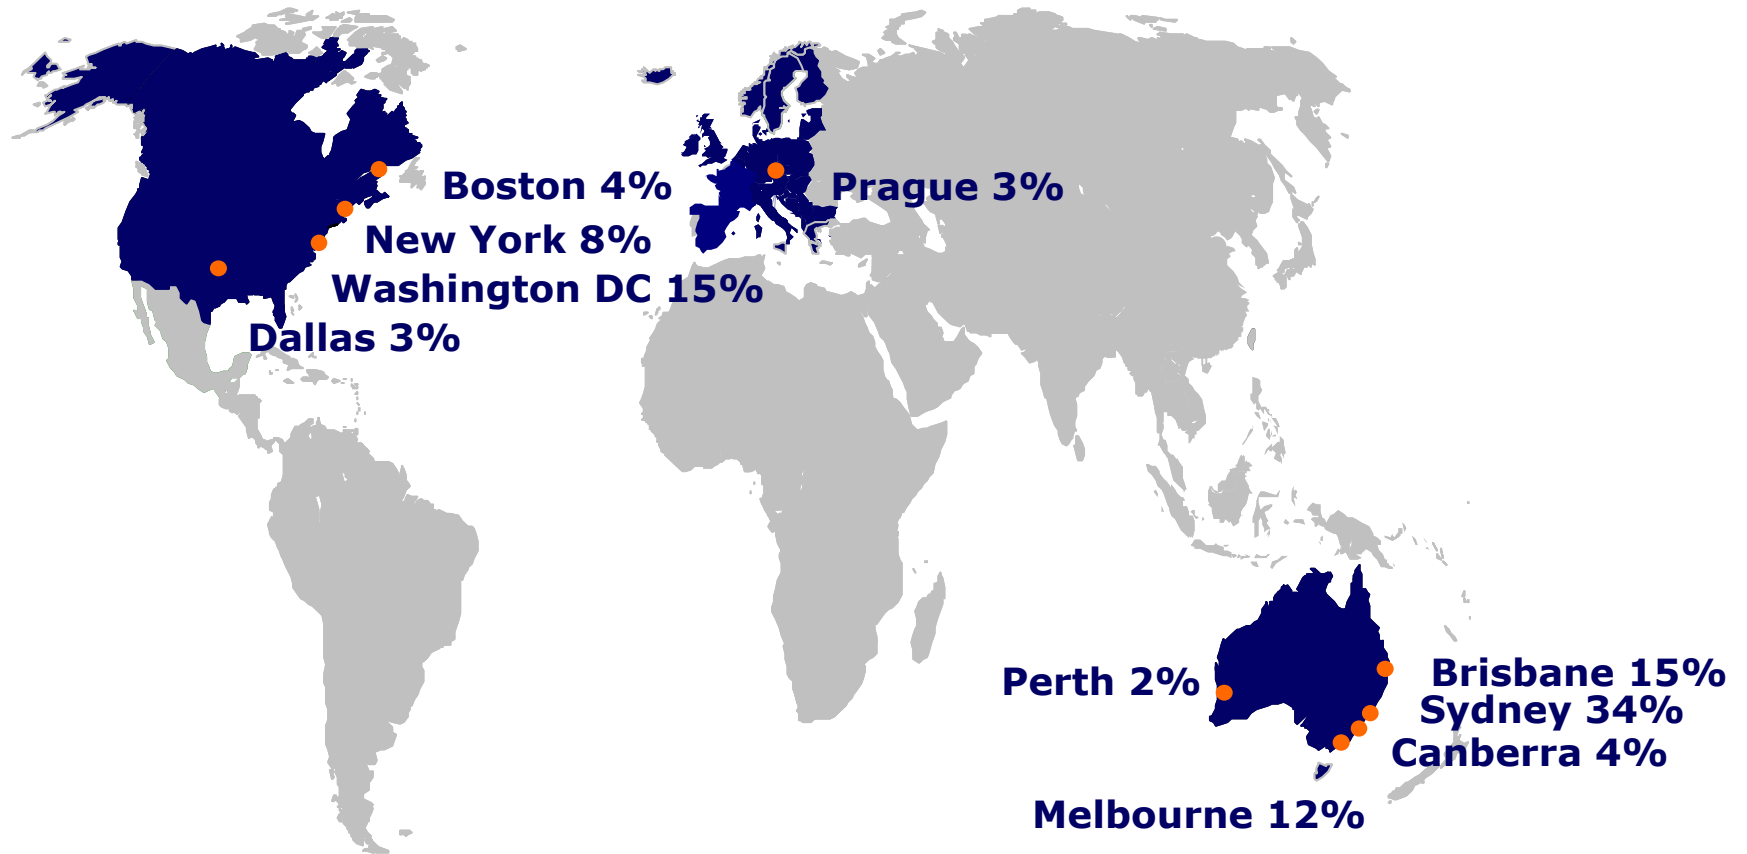 Boston 4%
Prague 3%
New York 8%
Washington DC 15%
Dallas 3%
Perth 2%
Brisbane 15%
Sydney 34%
Canberra 4%
Melbourne 12%